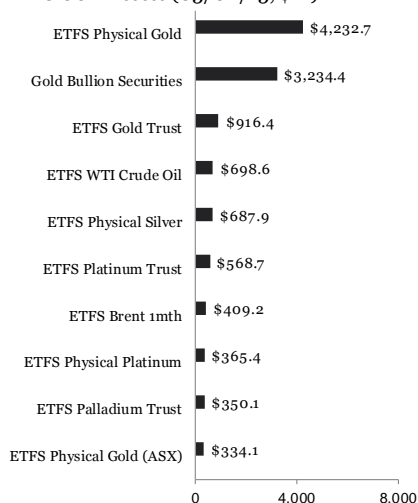 ETFS Physical Gold $4,232.7
Gold Bullion Securities $3,234.4
ETFS Gold Trust $916.4
ETFS WTI Crude Oil $698.6
ETFS Physical Silver $687.9
ETFS Platinum Trust $568.7
ETFS Brent 1mth $409.2
ETFS Physical Platinum $365.4
ETFS Palladium Trust $350.1
ETFS Physical Gold (ASX) $334.1
0 4,000 8,000